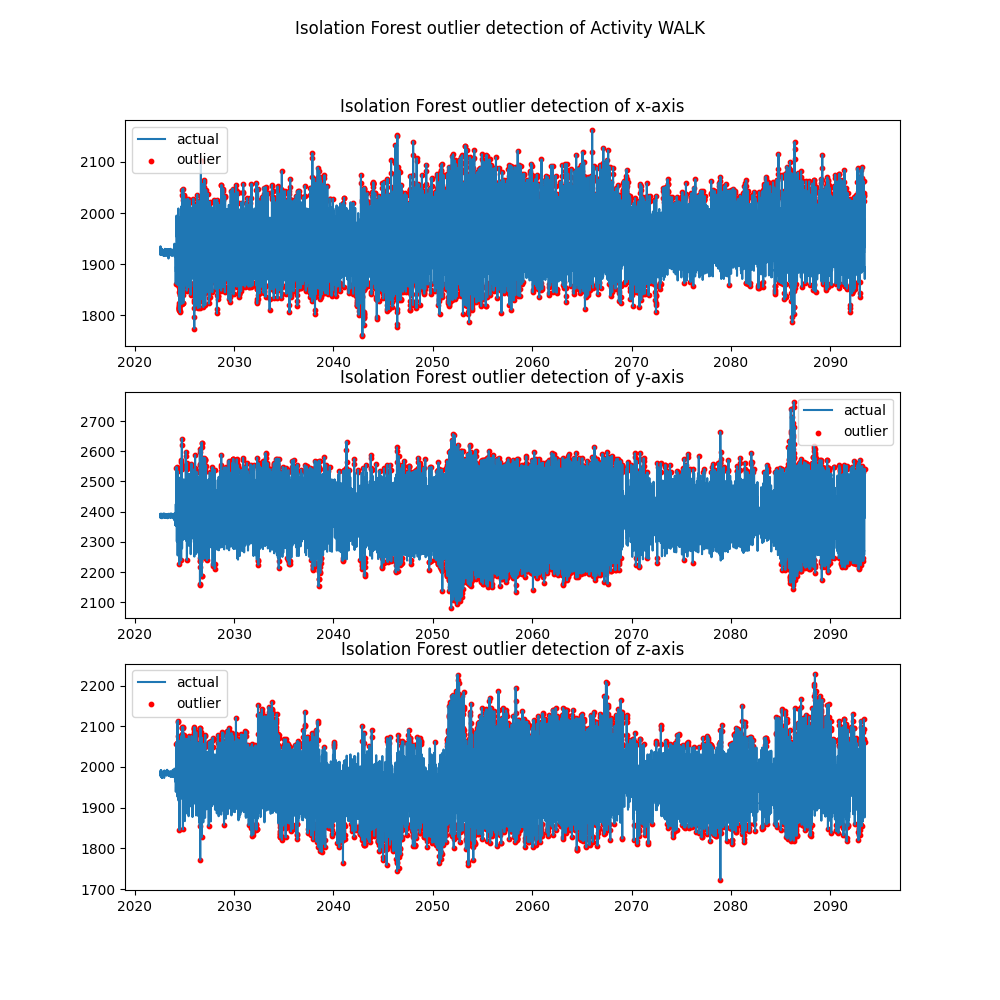 Isolation Forest outlier detection of Activity WALK
Isolation Forest outlier detection of x-axis
actual
outlier
2100
2000
1900
1800
2020 2030 2040 2050 2060 2070 2080 2090
Isolation Forest outlier detection of y-axis
actual
outlier
2700
2600
2500
2400
2300
2200
2100
2020 2030 2040 2050 2060 2070 2080 2090
Isolation Forest outlier detection of z-axis
actual
outlier
2200
2100
2000
1900
1800
1700
2020 2030 2040 2050 2060 2070 2080 2090